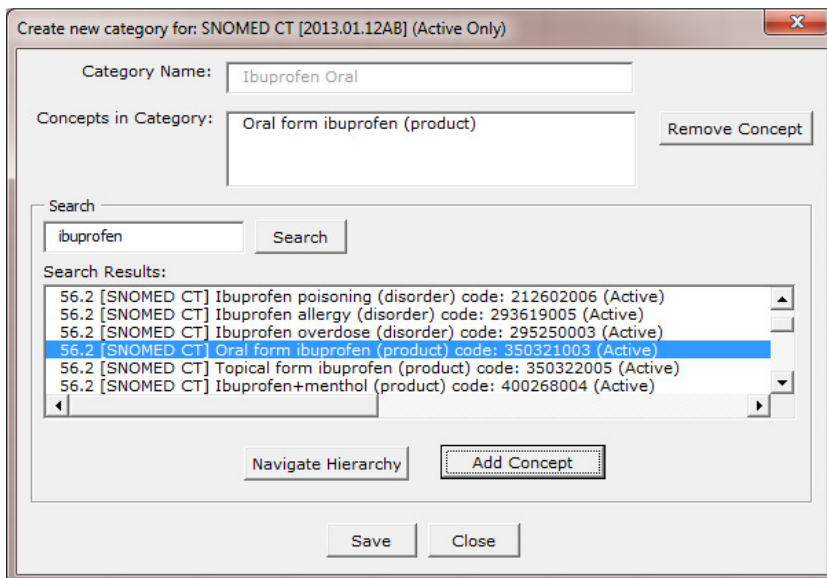 Create new category for: SNOMED CT [2013.01.12AB] (Active Only)
Category Name: Ibuprofen Oral
Concepts in Category: Oral form ibuprofen (product)
Remove Concept
Search
ibuprofen Search
Search Results:
56.2 [SNOMED CT] Ibuprofen poisoning (disorder) code: 212602006 (Active)
56.2 [SNOMED CT] Ibuprofen allergy (disorder) code: 293619005 (Active)
56.2 [SNOMED CT] Ibuprofen overdose (disorder) code: 295250003 (Active)
56.2 [SNOMED CT] Oral form ibuprofen (product) code: 350321003 (Active)
56.2 [SNOMED CT] Topical form ibuprofen (product) code: 350322005 (Active)
56.2 [SNOMED CT] Ibuprofen+menthol (product) code: 400268004 (Active)
Navigate Hierarchy Add Concept
Save Close